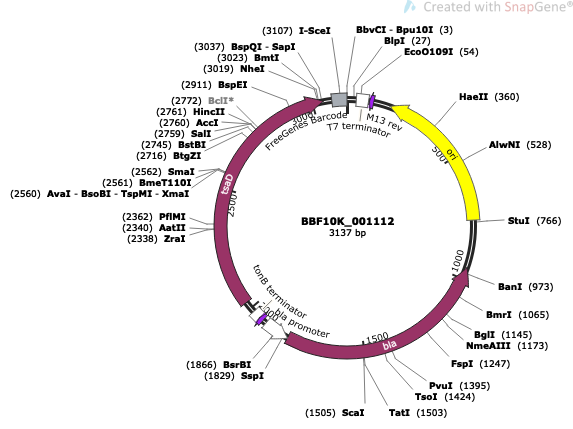 Created with SnapGene®
(3107) I-SceI
BbvCI - Bpu10I (3)
BlpI (27)
EcoO109I (54)
(3037) BspQI - SapI
(3023) BmtI
(3019) NheI
(2911) BspEI
(2772) BclI*
(2761) HincII
(2760) AccI
(2759) SalI
(2745) BstBI
(2716) BtgZI
(2562) SmaI
(2561) BmeT110I
(2560) AvaI - BsoBI - TspMI - XmaI
(2362) PflMI
(2340) AatII
(2338) ZraI
HaeII (360)
AlwNI (528)
StuI (766)
BanI (973)
BmrI (1065)
BglI (1145)
NmeAIII (1173)
FspI (1247)
PvuI (1395)
TsoI (1424)
TatI (1503)
(1505) ScaI
(1829) SspI
(1866) BsrBI
FreeGenes Barcode
T7 terminator
M13 rev
ori
500
1000
1500
2500
3000
tsaD
bla
bla promoter
tonB terminator
BBF10K_001112
3137 bp